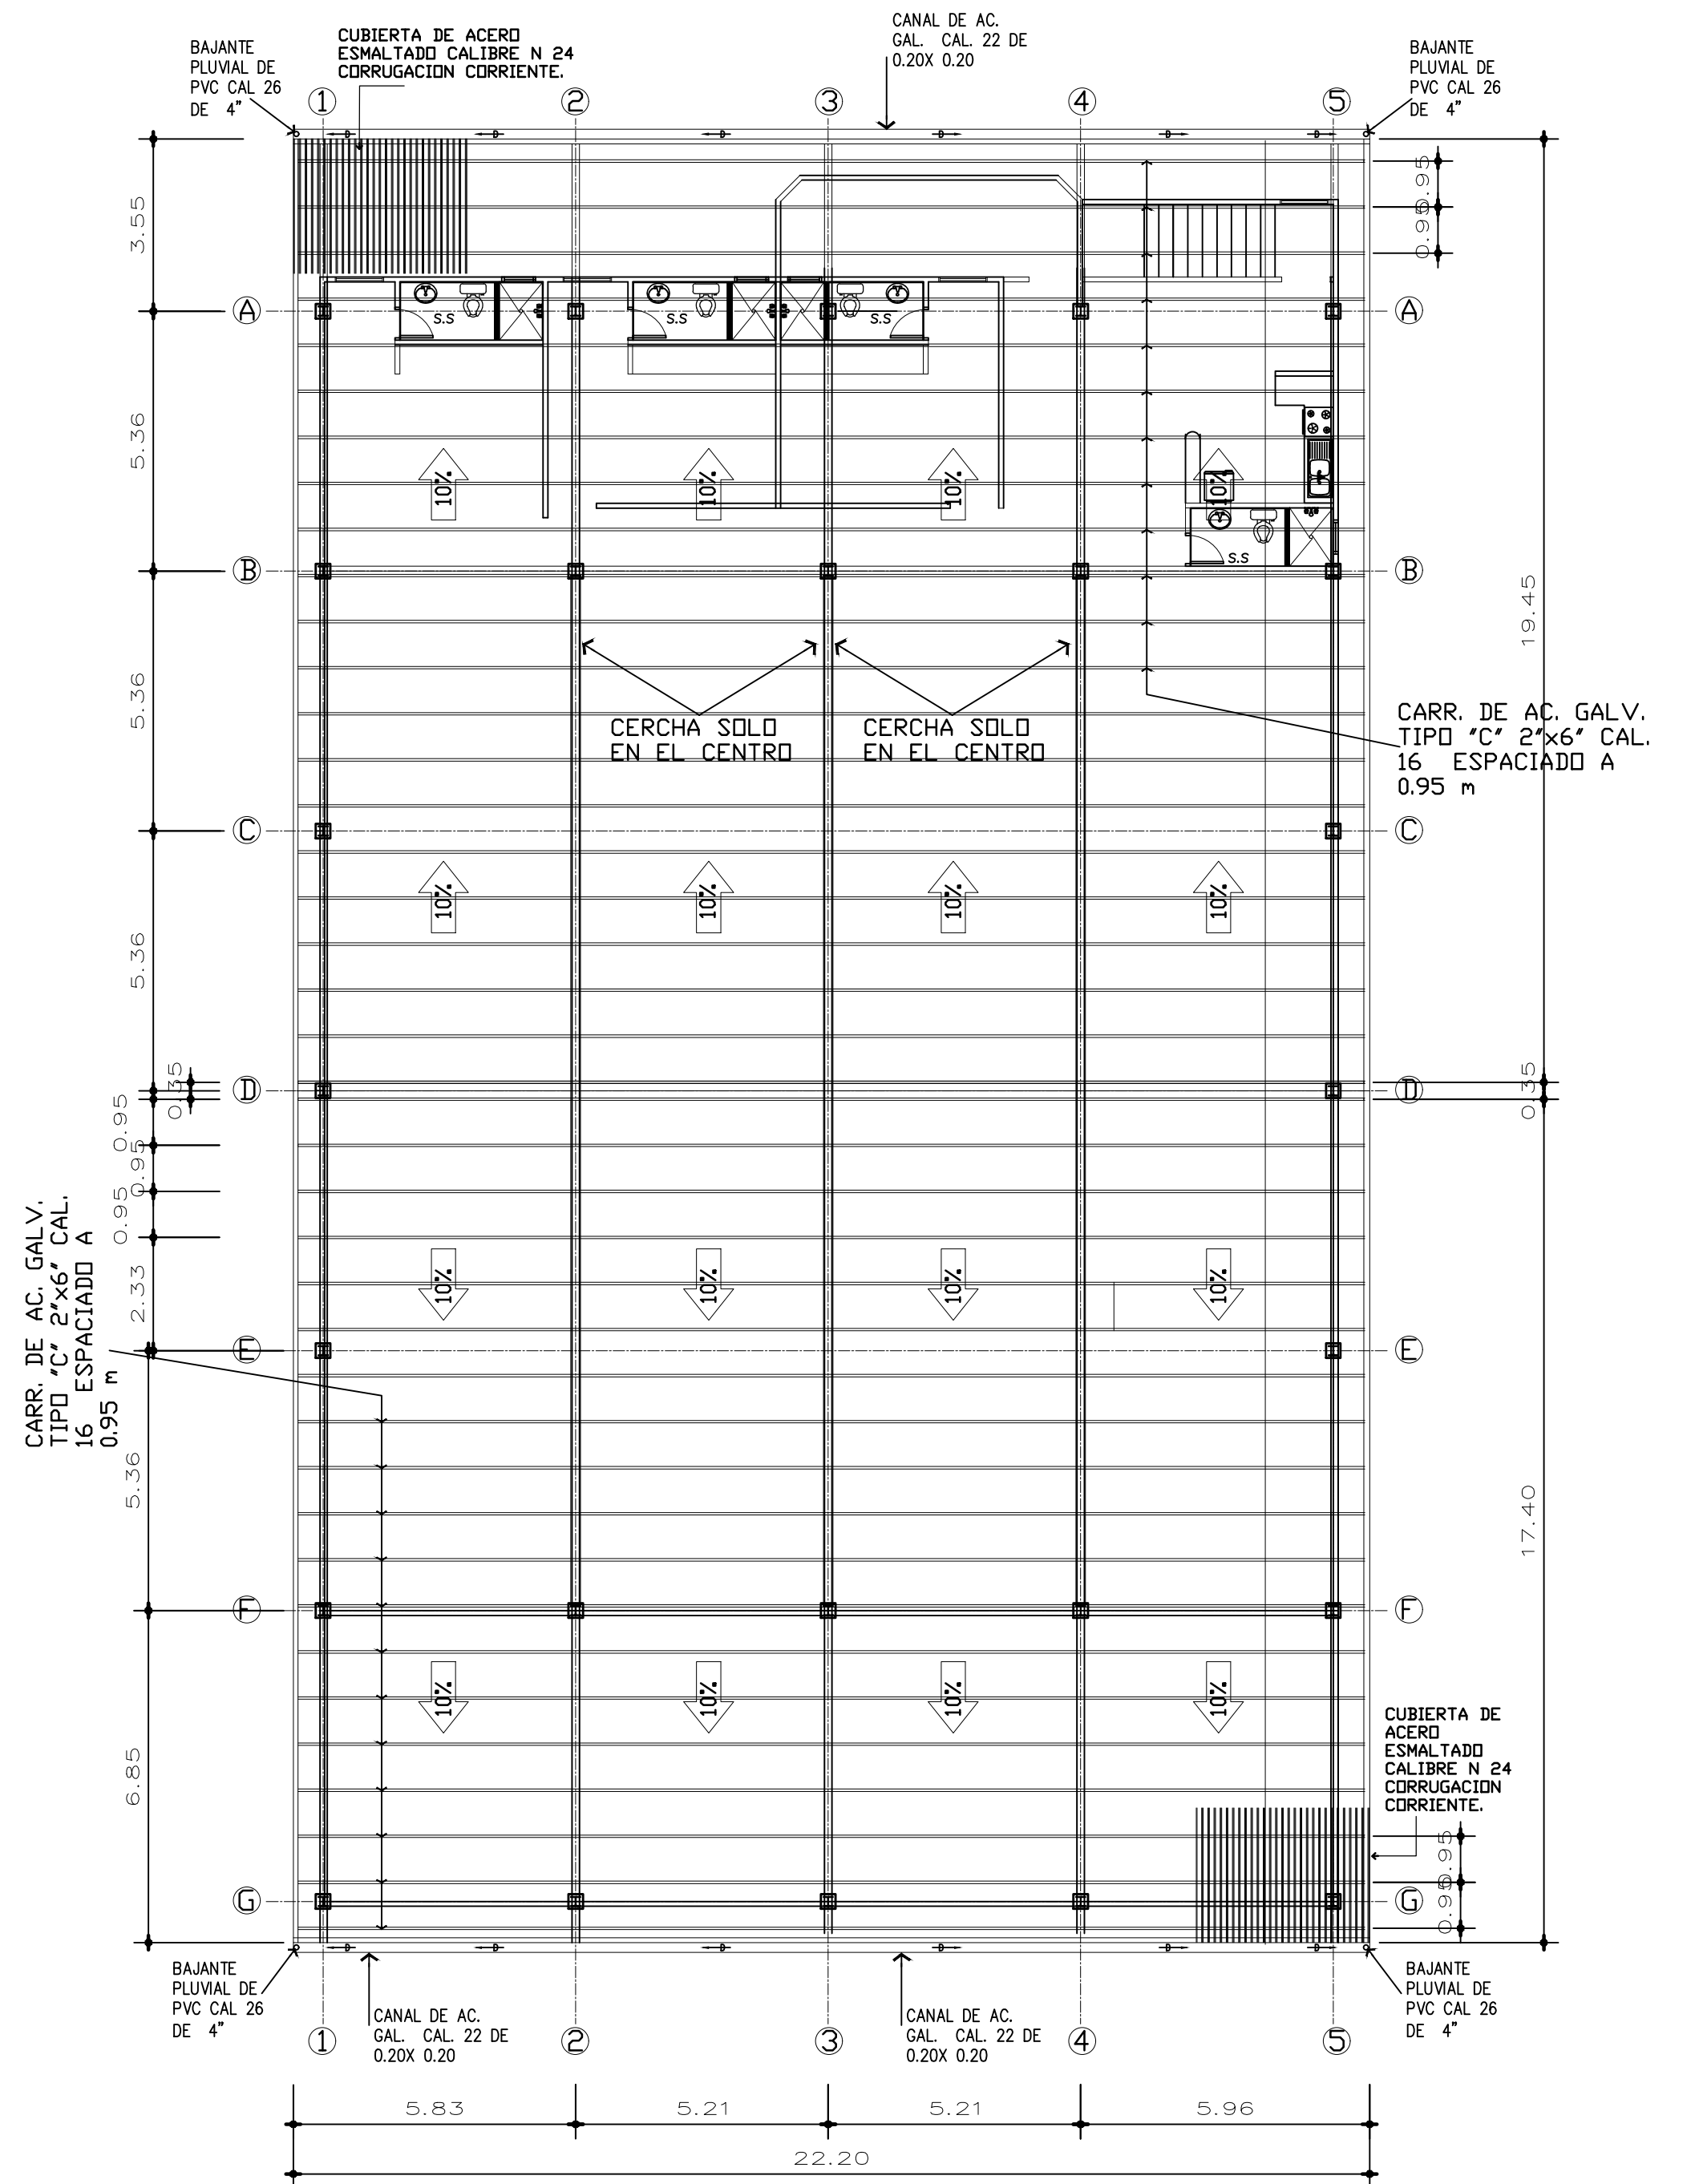 CANAL DE AC.
GAL. CAL. 22 DE
0.20X 0.20
CUBIERTA DE ACERO
ESMALTADO CALIBRE N 24
CORRUGACION CORRIENTE.
BAJANTE
PLUVIAL DE
PVC CAL 26
DE 4"
BAJANTE
PLUVIAL DE
PVC CAL 26
DE 4"
1
2
3
4
5
D
D
D
D
D
D
3.55
0.95
0.95
A
S.S
S.S
S.S
A
5.36
10%
10%
10%
10%
S.S
B
B
19.45
5.36
CERCHA SOLO
EN EL CENTRO
CERCHA SOLO
EN EL CENTRO
CARR. DE AC. GALV.
TIPO "C" 2"x6" CAL.
16 ESPACIADO A
0.95 m
C
C
10%
10%
10%
10%
5.36
0.35
D
D
0.35
0.95
0.95
0.95
CARR. DE AC. GALV.
TIPO "C" 2"x6" CAL.
16 ESPACIADO A
0.95 m
2.33
10%
10%
10%
10%
E
E
5.36
17.40
F
F
10%
10%
10%
10%
6.85
CUBIERTA DE
ACERO
ESMALTADO
CALIBRE N 24
CORRUGACION
CORRIENTE.
0.95
0.95
G
G
D
D
D
D
D
D
BAJANTE
PLUVIAL DE
PVC CAL 26
DE 4"
CANAL DE AC.
GAL. CAL. 22 DE
0.20X 0.20
CANAL DE AC.
GAL. CAL. 22 DE
0.20X 0.20
BAJANTE
PLUVIAL DE
PVC CAL 26
DE 4"
1
2
3
4
5
5.83
5.21
5.21
5.96
22.20